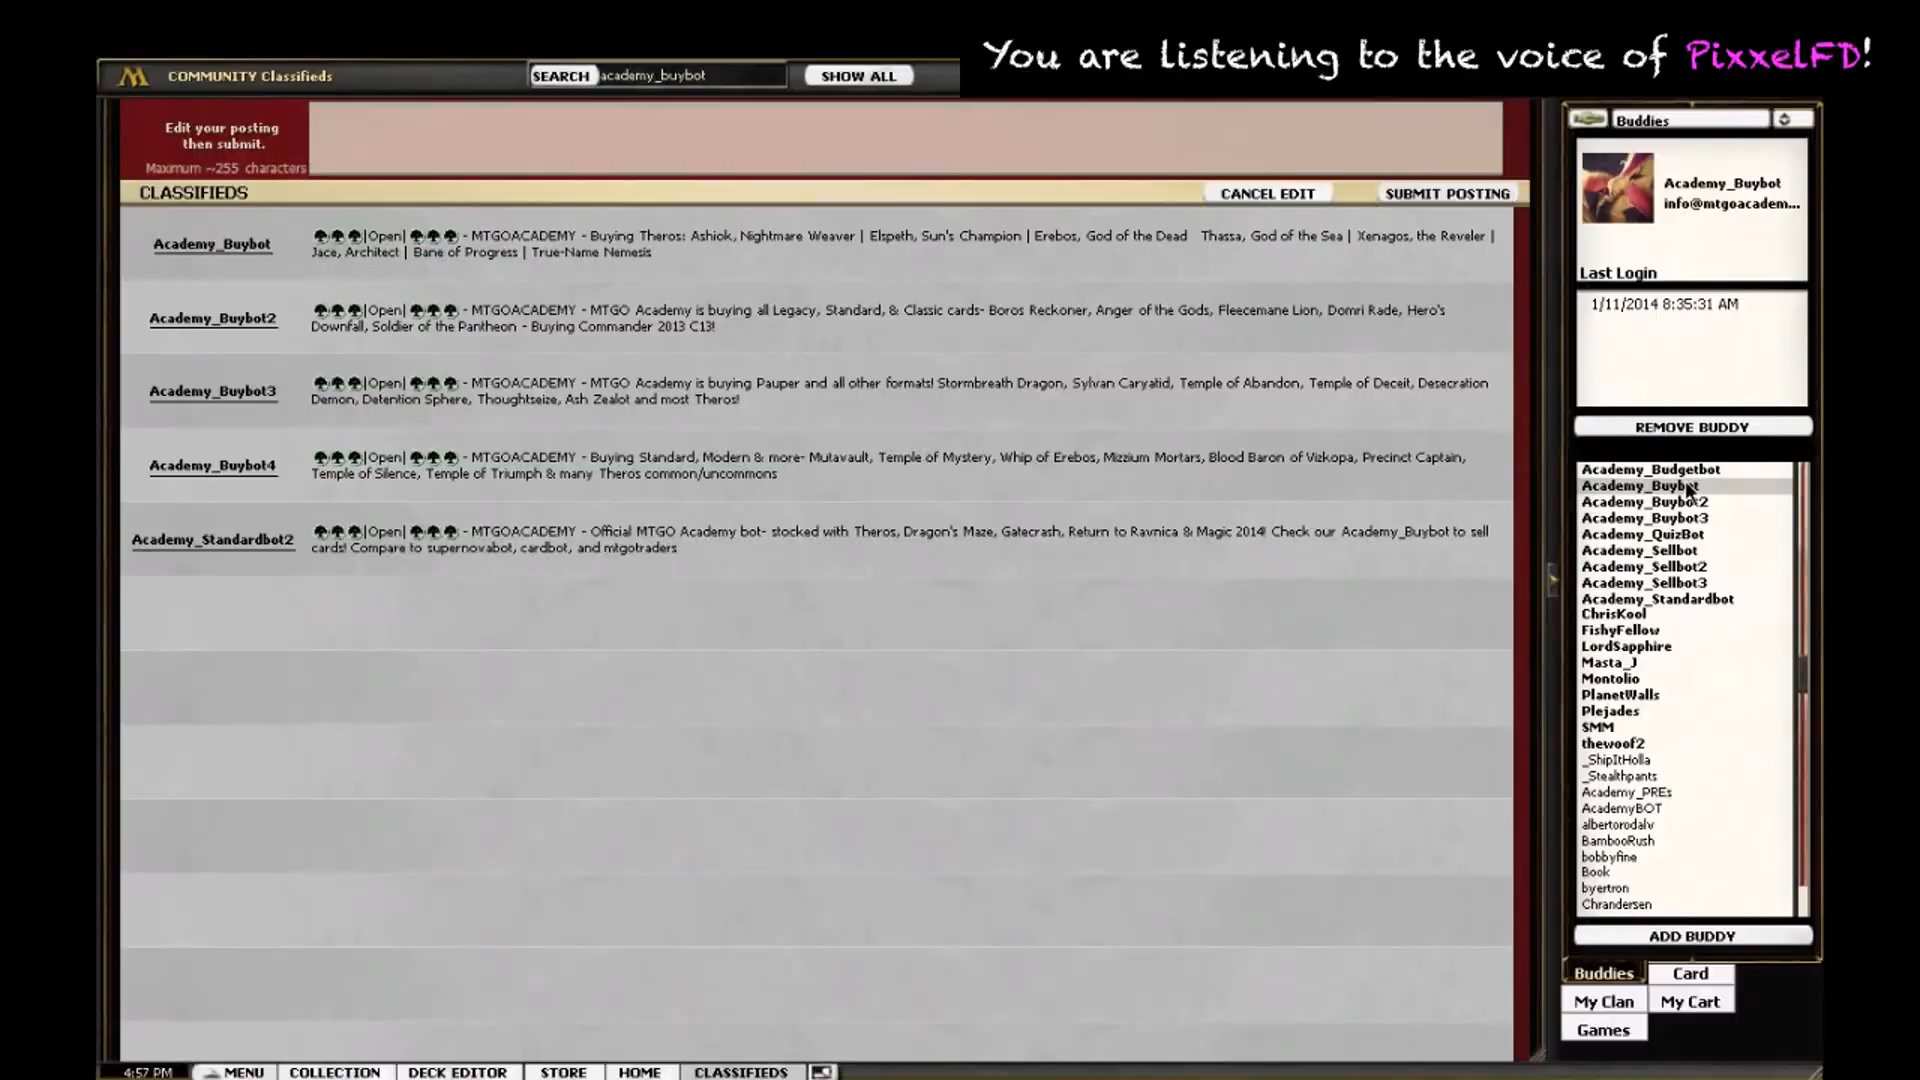 You are listening to the voice of PixxelFD!
COMMUNITY Classifieds
SEARCH academy_buybot
SHOW ALL
Edit your posting
then submit.
Maximum ~255 characters
CLASSIFIEDS
CANCEL EDIT
SUBMIT POSTING
Academy_Buybot
|Open| - MTGOACADEMY - Buying Theros: Ashiok, Nightmare Weaver | Elspeth, Sun's Champion | Erebos, God of the Dead Thassa, God of the Sea | Xenagos, the Reveler |
Jace, Architect | Bane of Progress | True-Name Nemesis
Academy_Buybot2
|Open| - MTGOACADEMY - MTGO Academy is buying all Legacy, Standard, & Classic cards- Boros Reckoner, Anger of the Gods, Fleecemane Lion, Domri Rade, Hero's
Downfall, Soldier of the Pantheon - Buying Commander 2013 C13!
Academy_Buybot3
|Open| - MTGOACADEMY - MTGO Academy is buying Pauper and all other formats! Stormbreath Dragon, Sylvan Caryatid, Temple of Abandon, Temple of Deceit, Desecration
Demon, Detention Sphere, Thoughtseize, Ash Zealot and most Theros!
Academy_Buybot4
|Open| - MTGOACADEMY - Buying Standard, Modern & more- Mutavault, Temple of Mystery, Whip of Erebos, Mizzium Mortars, Blood Baron of Vizkopa, Precinct Captain,
Temple of Silence, Temple of Triumph & many Theros common/uncommons
Academy_Standardbot2
|Open| - MTGOACADEMY - Official MTGO Academy bot- stocked with Theros, Dragon's Maze, Gatecrash, Return to Ravnica & Magic 2014! Check our Academy_Buybot to sell
cards! Compare to supernovabot, cardbot, and mtgotraders
Buddies
Academy_Buybot
info@mtgoacadem...
Last Login
1/11/2014 8:35:31 AM
REMOVE BUDDY
Academy_Budgetbot
Academy_Buybot
Academy_Buybot2
Academy_Buybot3
Academy_QuizBot
Academy_Sellbot
Academy_Sellbot2
Academy_Sellbot3
Academy_Standardbot
ChrisKool
FishyFellow
LordSapphire
Masta_J
Montolio
PlanetWalls
Plejades
SMM
thewoof2
_ShipItHolla
_Stealthpants
Academy_PREs
AcademyBOT
albertorodalv
BambooRush
bobbyfine
Book
byertron
Chrandersen
ADD BUDDY
Buddies
Card
My Clan
My Cart
Games
4:57 PM
MENU
COLLECTION
DECK EDITOR
STORE
HOME
CLASSIFIEDS